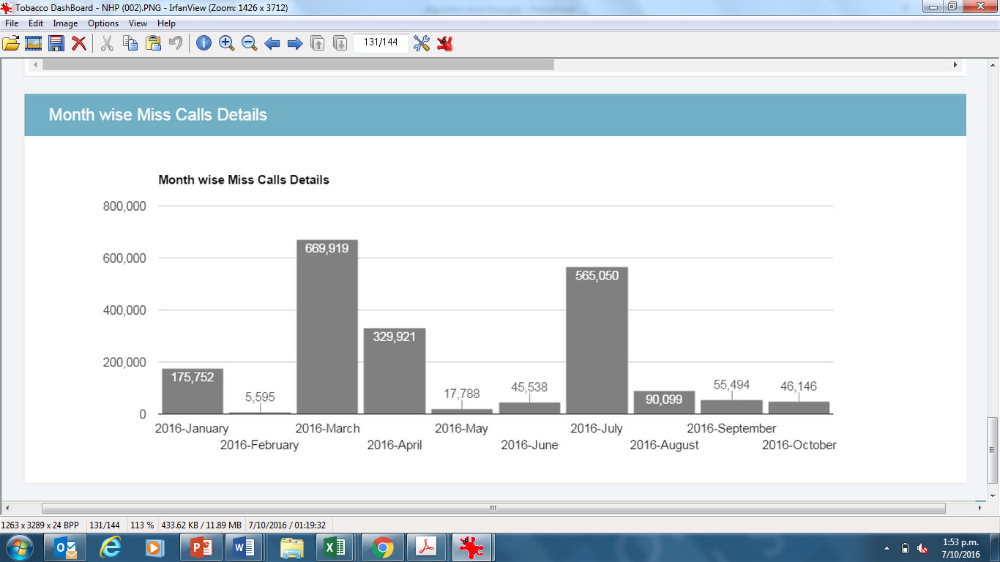 Tobacco DashBoard - NHP (002).PNG - IrfanView (Zoom: 1426 x 3712)
File Edit Image Options View Help
131/144
Month wise Miss Calls Details
Month wise Miss Calls Details
800,000
600,000
400,000
200,000
0
669,919
565,050
329,921
175,752
5,595
17,788
45,538
90,099
55,494
46,146
2016-January
2016-February
2016-March
2016-April
2016-May
2016-June
2016-July
2016-August
2016-September
2016-October
1263 x 3289 x 24 BPP 131/144 113 % 433.62 KB / 11.89 MB 7/10/2016 / 01:19:32
1:53 p.m.
7/10/2016